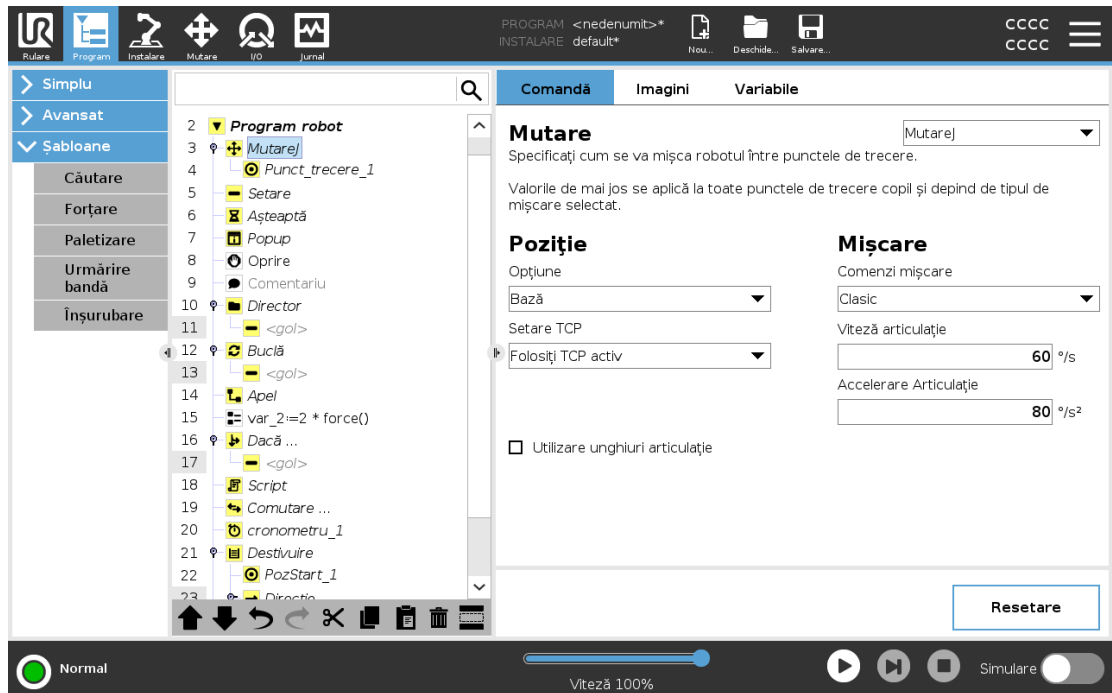 PROGRAM <nedenumit>*
INSTALARE default*
CCCC
CCCC
Rulare
Program
Instalare
Mutare
I/O
Jurnal
Nou...
Deschide...
Salvare...
Simplu
Avansat
Șabloane
Căutare
Forțare
Paletizare
Urmărire
bandă
Înșurubare
2 Program robot
3 MutareJ
4 Punct_trecere_1
5 Setare
6 Așteaptă
7 Popup
8 Oprire
9 Comentariu
10 Director
11 <gol>
12 Buclă
13 <gol>
14 Apel
15 var_2≔2 * force()
16 Dacă ...
17 <gol>
18 Script
19 Comutare ...
20 cronometru_1
21 Destivuire
22 PozStart_1
23 Direcție
Comandă
Imagini
Variabile
Mutare
MutareJ
Specificați cum se va mișca robotul între punctele de trecere.
Valorile de mai jos se aplică la toate punctele de trecere copil și depind de tipul de
mișcare selectat.
Poziţie
Opțiune
Bază
Setare TCP
Folosiți TCP activ
Utilizare unghiuri articulație
Mișcare
Comenzi mișcare
Clasic
Viteză articulație
60 °/s
Accelerare Articulație
80 °/s²
Resetare
Normal
Viteză 100%
Simulare